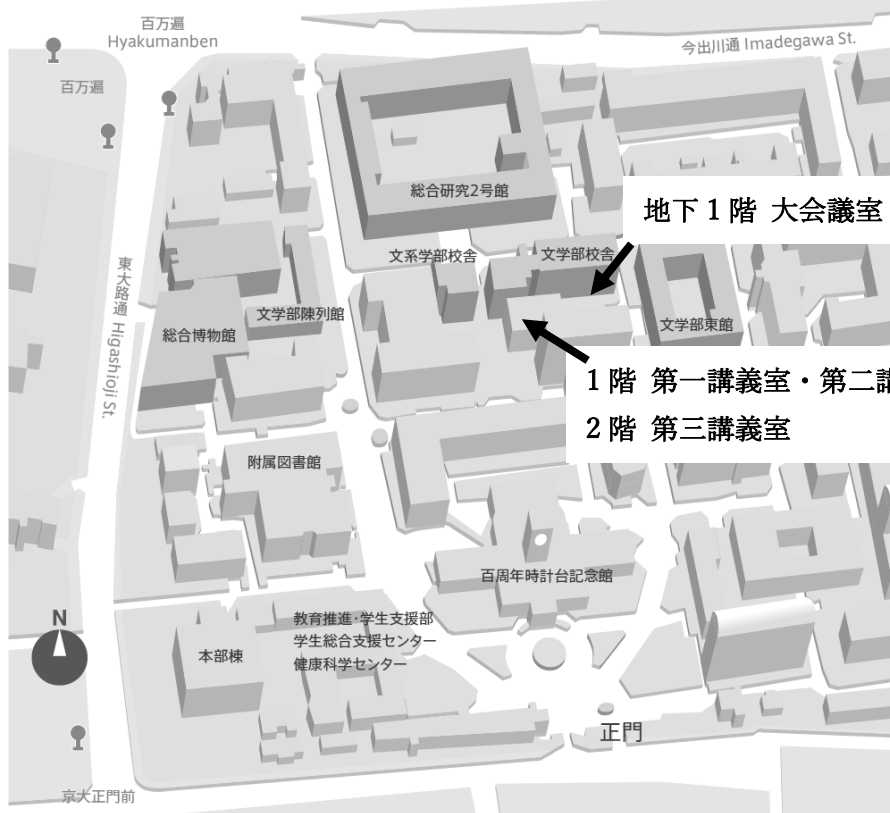 百万遍
Hyakumanben
今出川通 Imadegawa St.
百万遍
総合研究2号館
地下1階 大会議室
文系学部校舎
文学部校舎
東大路通 Higashioji St.
文学部陳列館
総合博物館
文学部東館
1階 第一講義室・第二講
2階 第三講義室
附属図書館
百周年時計台記念館
N
教育推進・学生支援部
学生総合支援センター
健康科学センター
本部棟
正門
京大正門前